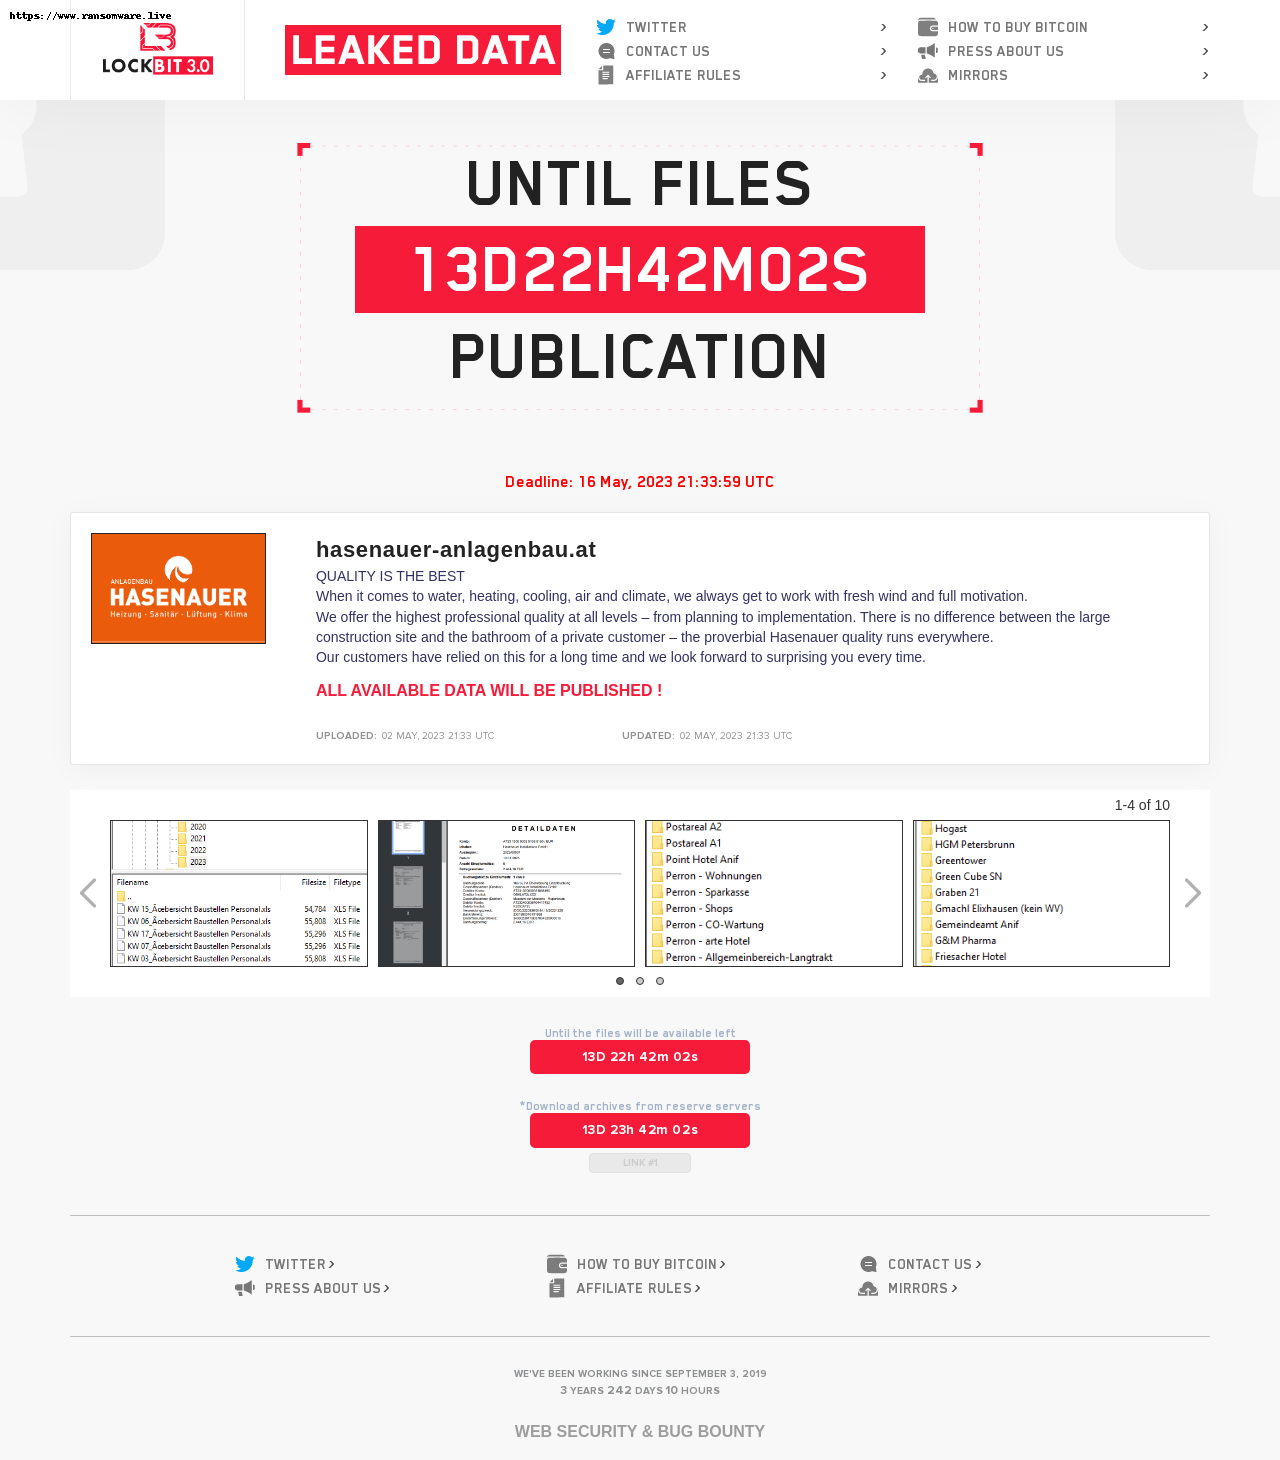 https://www.ransomware.live
LOCKBIT 3.0
LEAKED DATA
TWITTER >
CONTACT US >
AFFILIATE RULES >
HOW TO BUY BITCOIN >
PRESS ABOUT US >
MIRRORS >
UNTIL FILES
13D22H42M02S
PUBLICATION
Deadline: 16 May, 2023 21:33:59 UTC
ANLAGENBAU
HASENAUER
Heizung - Sanitär - Lüftung - Klima
hasenauer-anlagenbau.at
QUALITY IS THE BEST
When it comes to water, heating, cooling, air and climate, we always get to work with fresh wind and full motivation.
We offer the highest professional quality at all levels – from planning to implementation. There is no difference between the large
construction site and the bathroom of a private customer – the proverbial Hasenauer quality runs everywhere.
Our customers have relied on this for a long time and we look forward to surprising you every time.
ALL AVAILABLE DATA WILL BE PUBLISHED !
UPLOADED: 02 MAY, 2023 21:33 UTC
UPDATED: 02 MAY, 2023 21:33 UTC
1-4 of 10
2020
2021
2022
2023
Filename Filesize Filetype
..
KW 15_Ãœbersicht Baustellen Personal.xls 54,784 XLS File
KW 06_Ãœbersicht Baustellen Personal.xls 55,808 XLS File
KW 17_Ãœbersicht Baustellen Personal.xls 55,296 XLS File
KW 07_Ãœbersicht Baustellen Personal.xls 55,296 XLS File
KW 03_Ãœbersicht Baustellen Personal.xls 55,808 XLS File
DETAILDATEN
Postareal A2
Postareal A1
Point Hotel Anif
Perron - Wohnungen
Perron - Sparkasse
Perron - Shops
Perron - CO-Wartung
Perron - arte Hotel
Perron - Allgemeinbereich-Langtrakt
Hogast
HGM Petersbrunn
Greentower
Green Cube SN
Graben 21
Gmachl Elixhausen (kein WV)
Gemeindeamt Anif
G&M Pharma
Friesacher Hotel
Until the files will be available left
13D 22h 42m 02s
*Download archives from reserve servers
13D 23h 42m 02s
LINK #1
TWITTER >
HOW TO BUY BITCOIN >
CONTACT US >
PRESS ABOUT US >
AFFILIATE RULES >
MIRRORS >
WE'VE BEEN WORKING SINCE SEPTEMBER 3, 2019
3 YEARS 242 DAYS 10 HOURS
WEB SECURITY & BUG BOUNTY